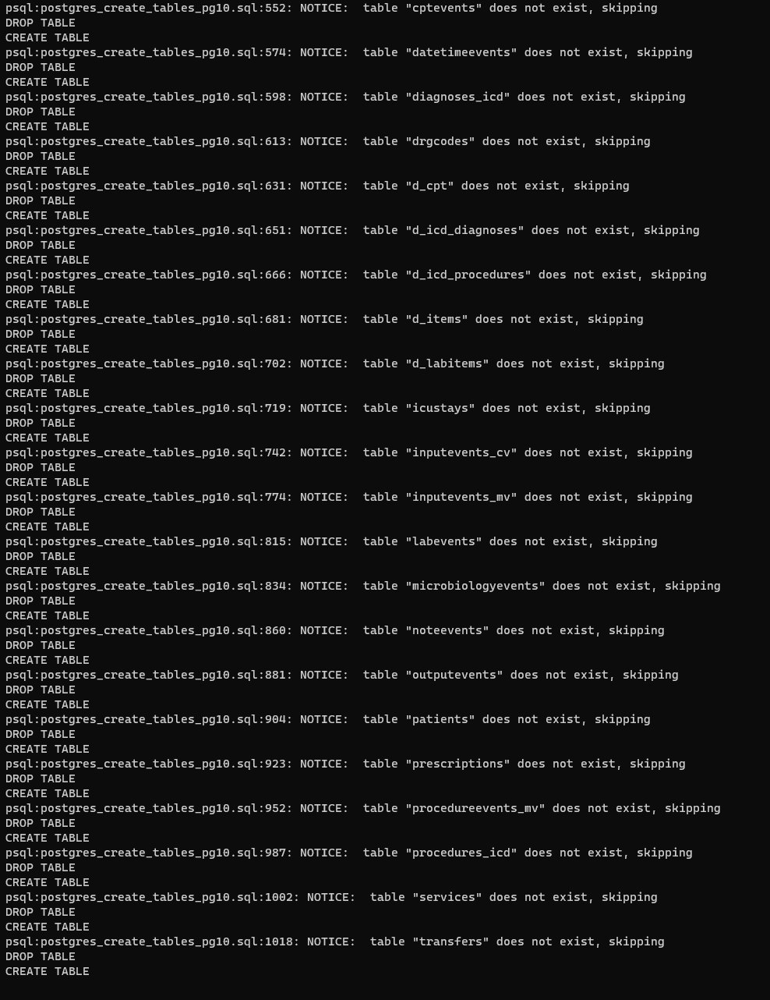 psql:postgres_create_tables_pg10.sql:552: NOTICE:  table "cptevents" does not exist, skipping
DROP TABLE
CREATE TABLE
psql:postgres_create_tables_pg10.sql:574: NOTICE:  table "datetimeevents" does not exist, skipping
DROP TABLE
CREATE TABLE
psql:postgres_create_tables_pg10.sql:598: NOTICE:  table "diagnoses_icd" does not exist, skipping
DROP TABLE
CREATE TABLE
psql:postgres_create_tables_pg10.sql:613: NOTICE:  table "drgcodes" does not exist, skipping
DROP TABLE
CREATE TABLE
psql:postgres_create_tables_pg10.sql:631: NOTICE:  table "d_cpt" does not exist, skipping
DROP TABLE
CREATE TABLE
psql:postgres_create_tables_pg10.sql:651: NOTICE:  table "d_icd_diagnoses" does not exist, skipping
DROP TABLE
CREATE TABLE
psql:postgres_create_tables_pg10.sql:666: NOTICE:  table "d_icd_procedures" does not exist, skipping
DROP TABLE
CREATE TABLE
psql:postgres_create_tables_pg10.sql:681: NOTICE:  table "d_items" does not exist, skipping
DROP TABLE
CREATE TABLE
psql:postgres_create_tables_pg10.sql:702: NOTICE:  table "d_labitems" does not exist, skipping
DROP TABLE
CREATE TABLE
psql:postgres_create_tables_pg10.sql:719: NOTICE:  table "icustays" does not exist, skipping
DROP TABLE
CREATE TABLE
psql:postgres_create_tables_pg10.sql:742: NOTICE:  table "inputevents_cv" does not exist, skipping
DROP TABLE
CREATE TABLE
psql:postgres_create_tables_pg10.sql:774: NOTICE:  table "inputevents_mv" does not exist, skipping
DROP TABLE
CREATE TABLE
psql:postgres_create_tables_pg10.sql:815: NOTICE:  table "labevents" does not exist, skipping
DROP TABLE
CREATE TABLE
psql:postgres_create_tables_pg10.sql:834: NOTICE:  table "microbiologyevents" does not exist, skipping
DROP TABLE
CREATE TABLE
psql:postgres_create_tables_pg10.sql:860: NOTICE:  table "noteevents" does not exist, skipping
DROP TABLE
CREATE TABLE
psql:postgres_create_tables_pg10.sql:881: NOTICE:  table "outputevents" does not exist, skipping
DROP TABLE
CREATE TABLE
psql:postgres_create_tables_pg10.sql:904: NOTICE:  table "patients" does not exist, skipping
DROP TABLE
CREATE TABLE
psql:postgres_create_tables_pg10.sql:923: NOTICE:  table "prescriptions" does not exist, skipping
DROP TABLE
CREATE TABLE
psql:postgres_create_tables_pg10.sql:952: NOTICE:  table "procedureevents_mv" does not exist, skipping
DROP TABLE
CREATE TABLE
psql:postgres_create_tables_pg10.sql:987: NOTICE:  table "procedures_icd" does not exist, skipping
DROP TABLE
CREATE TABLE
psql:postgres_create_tables_pg10.sql:1002: NOTICE:  table "services" does not exist, skipping
DROP TABLE
CREATE TABLE
psql:postgres_create_tables_pg10.sql:1018: NOTICE:  table "transfers" does not exist, skipping
DROP TABLE
CREATE TABLE